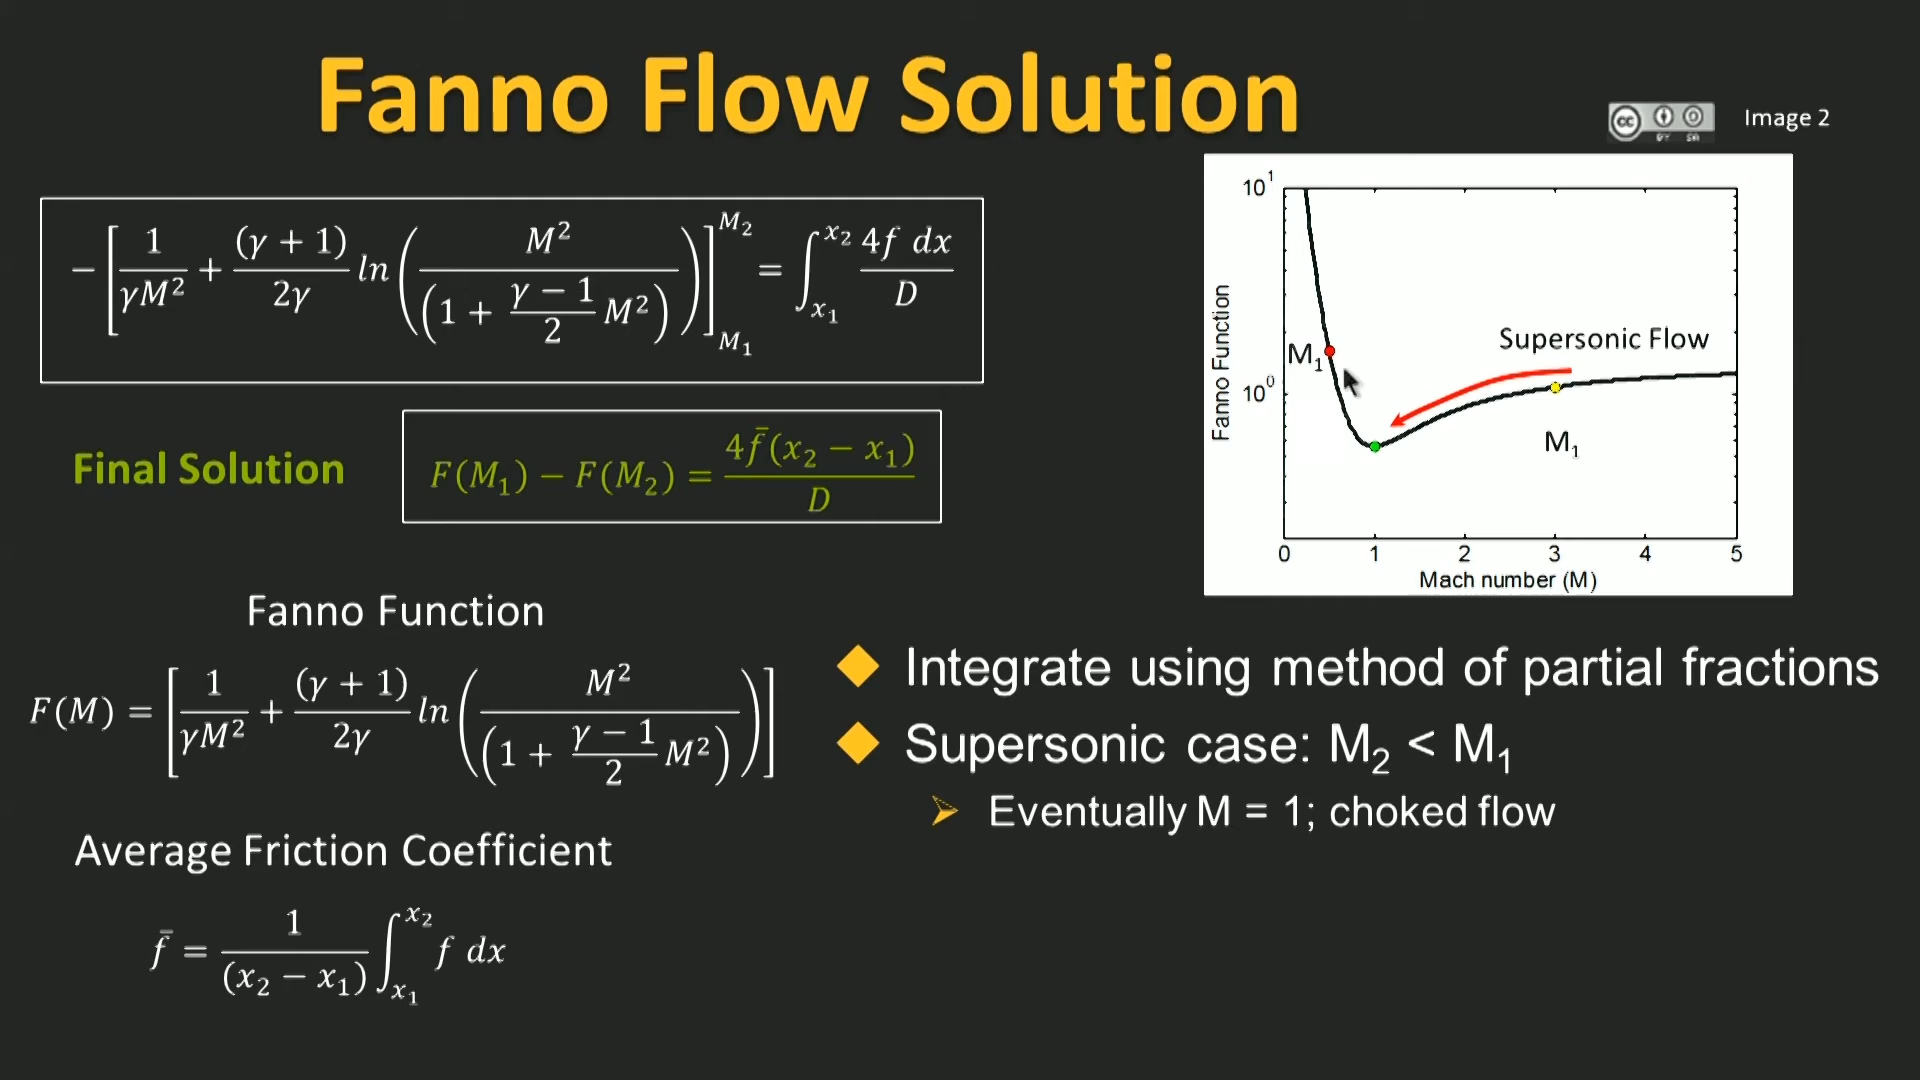 Fanno Flow Solution
cc BY SA Image 2
−[1/(γM²) + (γ + 1)/(2γ) ln(M²/(1 + (γ − 1)/2 M²))]_{M₁}^{M₂} = ∫_{x₁}^{x₂} 4f dx/D
Final Solution F(M₁) − F(M₂) = 4f̄(x₂ − x₁)/D
Fanno Function
F(M) = [1/(γM²) + (γ + 1)/(2γ) ln(M²/(1 + (γ − 1)/2 M²))]
Average Friction Coefficient
f̄ = 1/(x₂ − x₁) ∫_{x₁}^{x₂} f dx
10¹
Fanno Function
Supersonic Flow
M₁
10⁰
M₁
0 1 2 3 4 5
Mach number (M)
Integrate using method of partial fractions
Supersonic case: M₂ < M₁
Eventually M = 1; choked flow